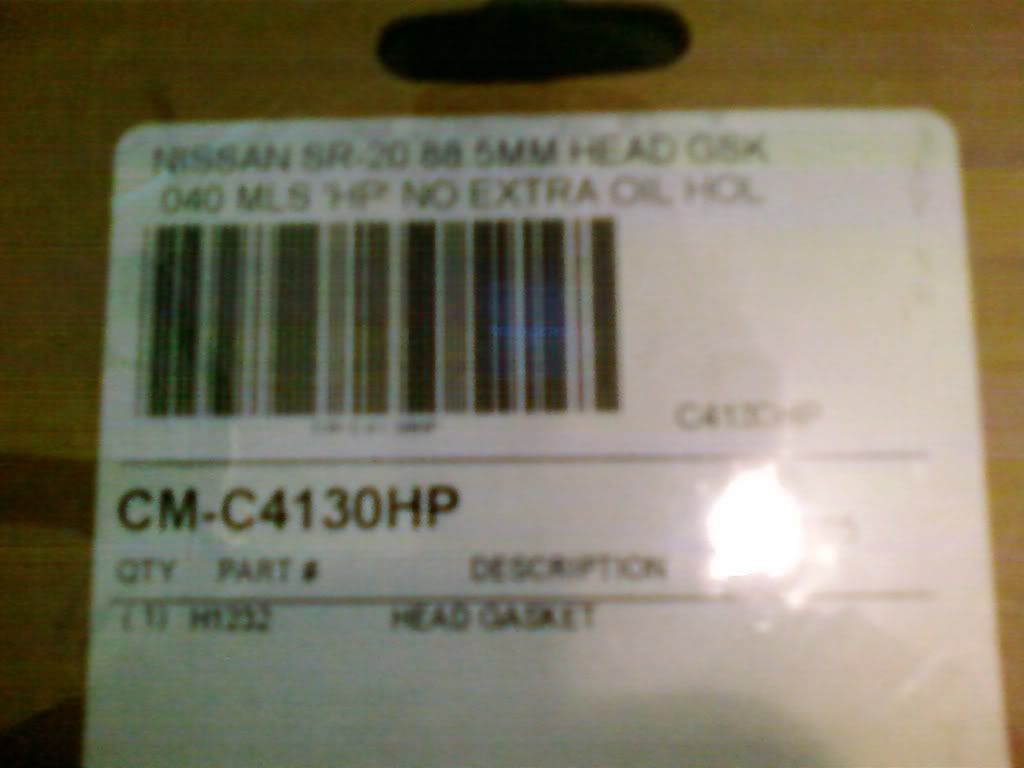 NISSAN SR-20 88.5MM HEAD GSK
.040 MLS 'HP' NO EXTRA OIL HOL
C4130HP
CM-C4130HP
QTY PART # DESCRIPTION
(1) H1232 HEAD GASKET